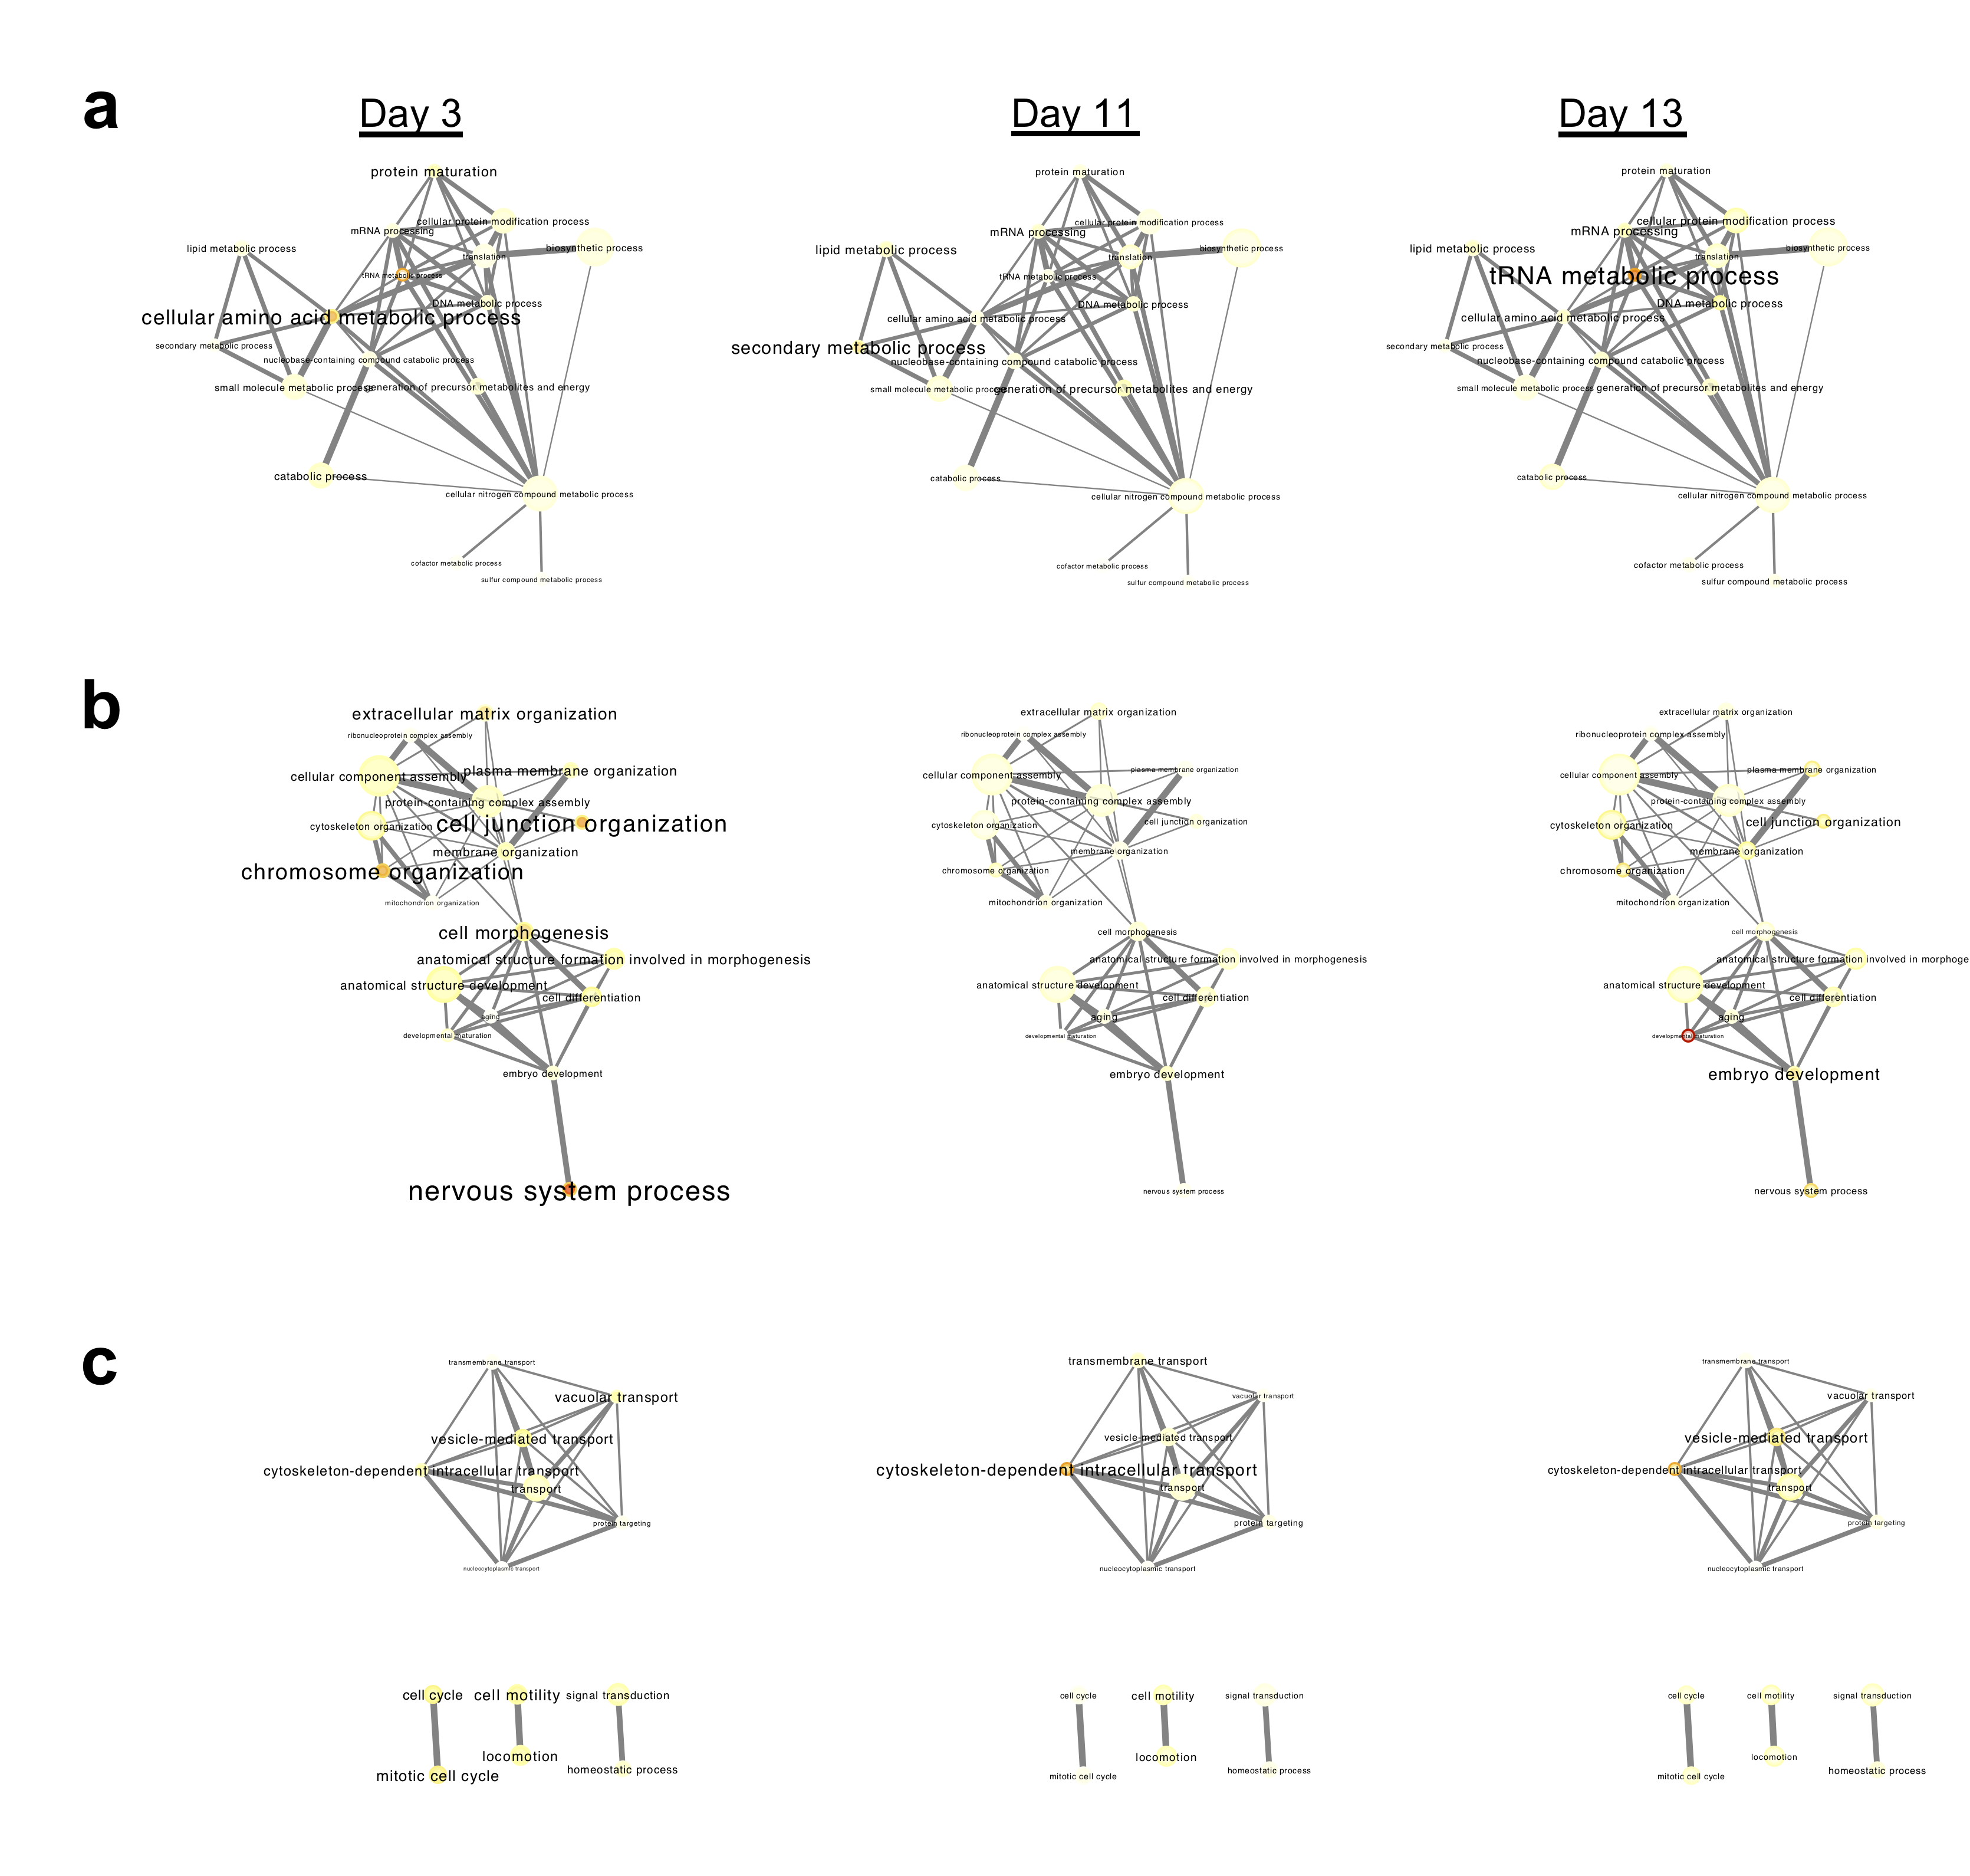 a
Day 3
Day 11
Day 13
protein maturation
cellular protein modification process
mRNA processing
lipid metabolic process
biosynthetic process
translation
tRNA metabolic process
DNA metabolic process
cellular amino acid metabolic process
secondary metabolic process
nucleobase-containing compound catabolic process
small molecule metabolic process
generation of precursor metabolites and energy
catabolic process
cellular nitrogen compound metabolic process
cofactor metabolic process
sulfur compound metabolic process
protein maturation
cellular protein modification process
mRNA processing
lipid metabolic process
biosynthetic process
translation
tRNA metabolic process
DNA metabolic process
cellular amino acid metabolic process
secondary metabolic process
nucleobase-containing compound catabolic process
small molecule metabolic process
generation of precursor metabolites and energy
catabolic process
cellular nitrogen compound metabolic process
cofactor metabolic process
sulfur compound metabolic process
protein maturation
cellular protein modification process
mRNA processing
lipid metabolic process
biosynthetic process
translation
tRNA metabolic process
DNA metabolic process
cellular amino acid metabolic process
secondary metabolic process
nucleobase-containing compound catabolic process
small molecule metabolic process
generation of precursor metabolites and energy
catabolic process
cellular nitrogen compound metabolic process
cofactor metabolic process
sulfur compound metabolic process
b
extracellular matrix organization
ribonucleoprotein complex assembly
plasma membrane organization
cellular component assembly
protein-containing complex assembly
cytoskeleton organization
cell junction organization
membrane organization
chromosome organization
mitochondrion organization
cell morphogenesis
anatomical structure formation involved in morphogenesis
anatomical structure development
cell differentiation
aging
developmental maturation
embryo development
nervous system process
extracellular matrix organization
ribonucleoprotein complex assembly
plasma membrane organization
cellular component assembly
protein-containing complex assembly
cytoskeleton organization
cell junction organization
membrane organization
chromosome organization
mitochondrion organization
cell morphogenesis
anatomical structure formation involved in morphogenesis
anatomical structure development
cell differentiation
aging
developmental maturation
embryo development
nervous system process
extracellular matrix organization
ribonucleoprotein complex assembly
plasma membrane organization
cellular component assembly
protein-containing complex assembly
cytoskeleton organization
cell junction organization
membrane organization
chromosome organization
mitochondrion organization
cell morphogenesis
anatomical structure formation involved in morphoge
anatomical structure development
cell differentiation
aging
developmental maturation
embryo development
nervous system process
c
transmembrane transport
vacuolar transport
vesicle-mediated transport
cytoskeleton-dependent intracellular transport
transport
protein targeting
nucleocytoplasmic transport
cell cycle
cell motility
signal transduction
locomotion
homeostatic process
mitotic cell cycle
transmembrane transport
vacuolar transport
vesicle-mediated transport
cytoskeleton-dependent intracellular transport
transport
protein targeting
nucleocytoplasmic transport
cell cycle
cell motility
signal transduction
locomotion
homeostatic process
mitotic cell cycle
transmembrane transport
vacuolar transport
vesicle-mediated transport
cytoskeleton-dependent intracellular transport
transport
protein targeting
nucleocytoplasmic transport
cell cycle
cell motility
signal transduction
locomotion
homeostatic process
mitotic cell cycle